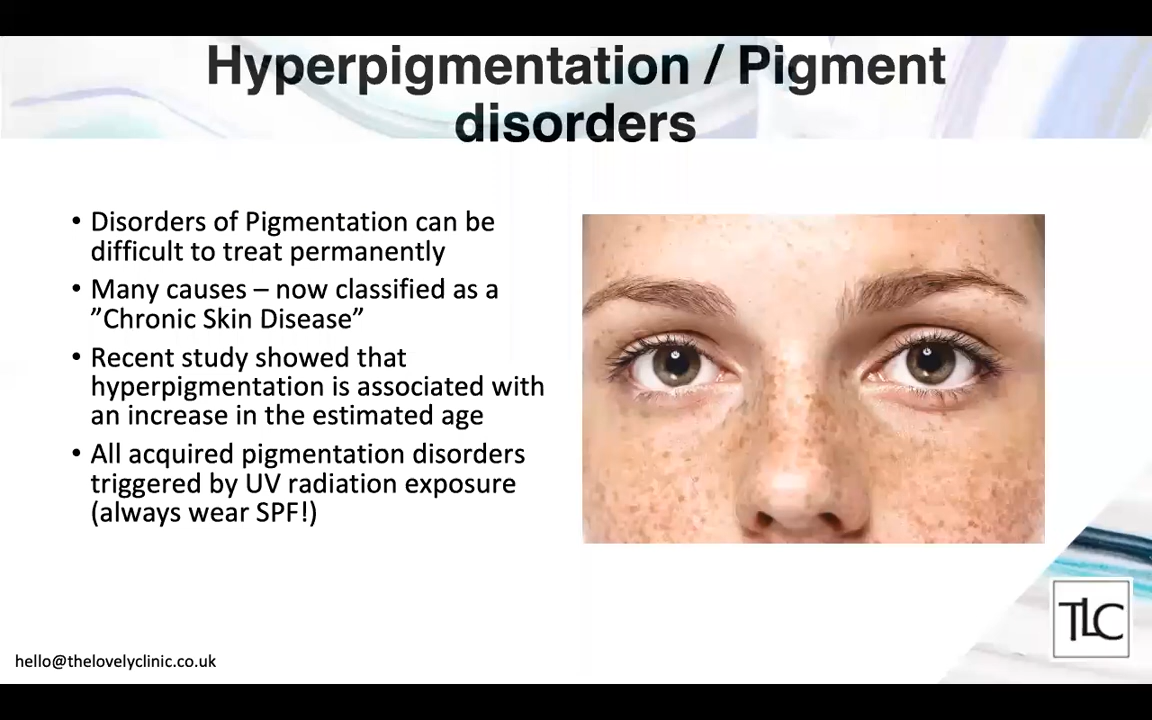 Hyperpigmentation / Pigment
disorders
• Disorders of Pigmentation can be
difficult to treat permanently
• Many causes – now classified as a
”Chronic Skin Disease”
• Recent study showed that
hyperpigmentation is associated with
an increase in the estimated age
• All acquired pigmentation disorders
triggered by UV radiation exposure
(always wear SPF!)
TLC
hello@thelovelyclinic.co.uk